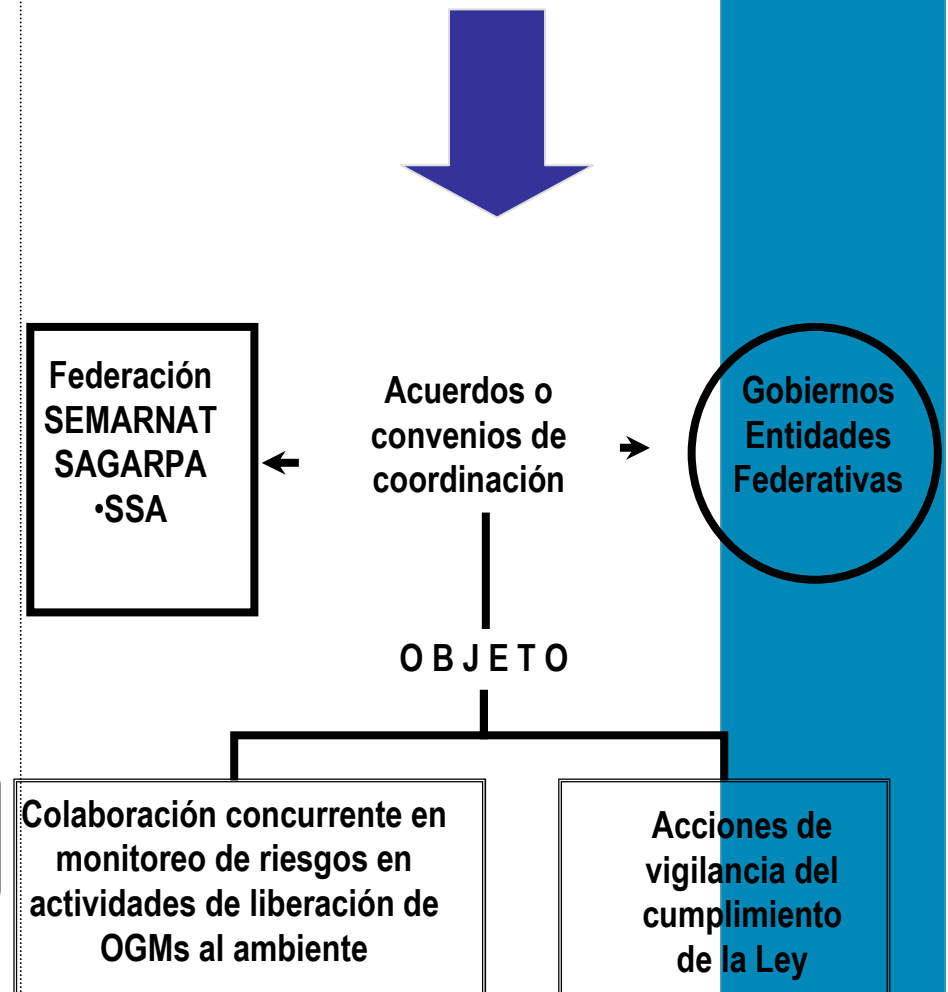 Federación
SEMARNAT
SAGARPA
•SSA
Acuerdos o
convenios de
coordinación
Gobiernos
Entidades
Federativas
O B J E T O
Colaboración concurrente en
monitoreo de riesgos en
actividades de liberación de
OGMs al ambiente
Acciones de
vigilancia del
cumplimiento
de la Ley